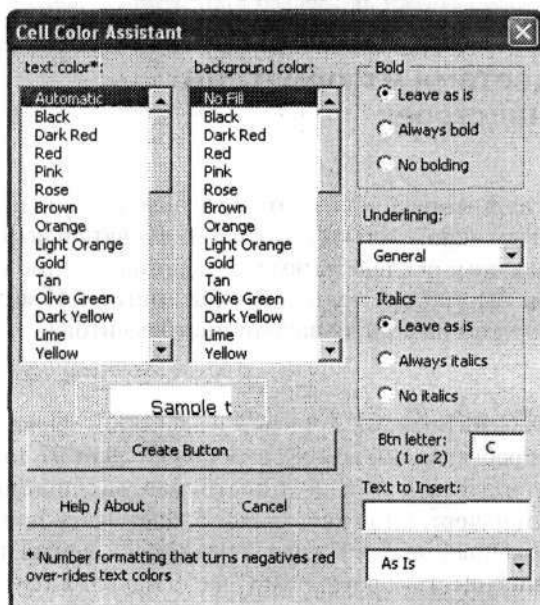 Cell Color Assistant
text color*:
Automatic
Black
Dark Red
Red
Pink
Rose
Brown
Orange
Light Orange
Gold
Tan
Olive Green
Dark Yellow
Lime
Yellow
background color:
No Fill
Black
Dark Red
Red
Pink
Rose
Brown
Orange
Light Orange
Gold
Tan
Olive Green
Dark Yellow
Lime
Yellow
Bold
Leave as is
Always bold
No bolding
Underlining:
General
Italics
Leave as is
Always italics
No italics
Sample t
Create Button
Btn letter:
(1 or 2)
C
Help / About
Cancel
Text to Insert:
As Is
* Number formatting that turns negatives red
over-rides text colors